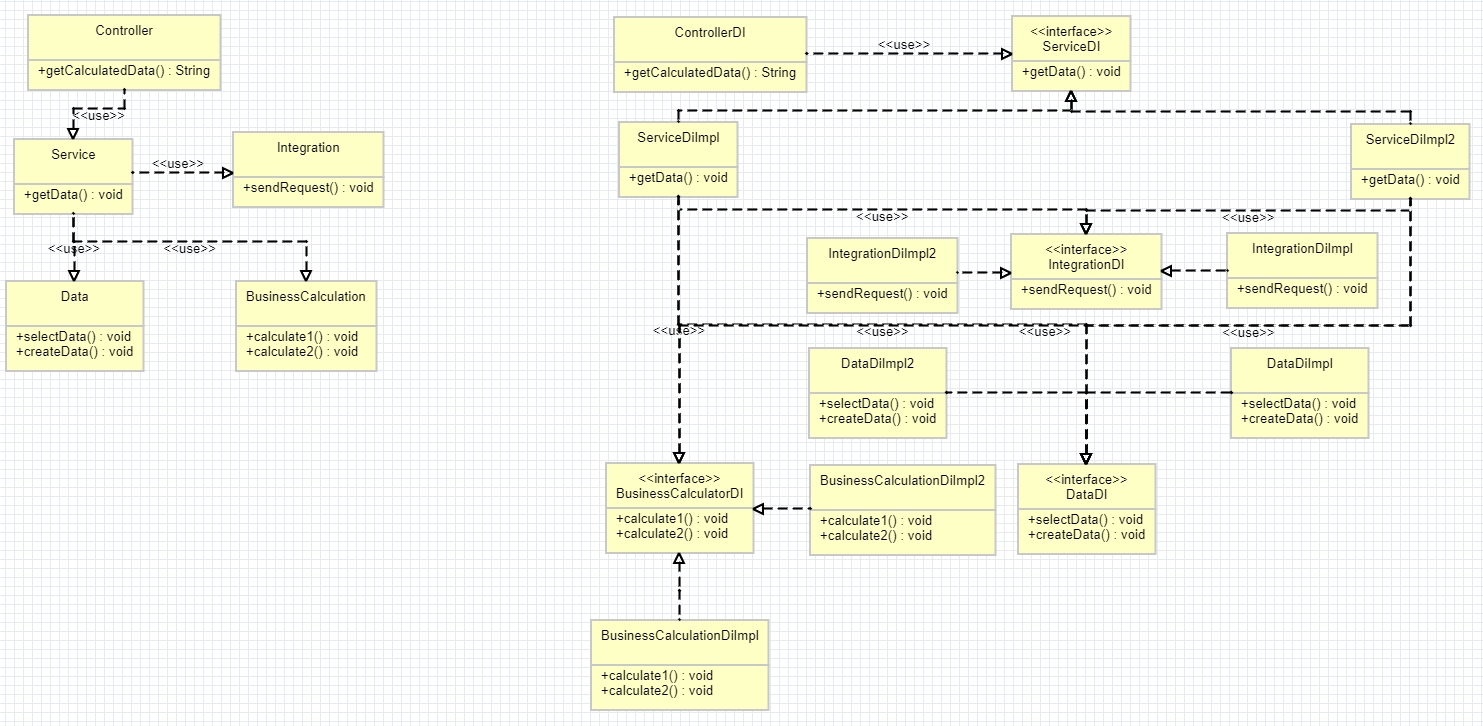 Controller
+getCalculatedData() : String
<<use>>
Service
+getData() : void
<<use>>
Integration
+sendRequest() : void
<<use>>
<<use>>
Data
+selectData() : void
+createData() : void
BusinessCalculation
+calculate1() : void
+calculate2() : void
ControllerDI
+getCalculatedData() : String
<<use>>
<<interface>>
ServiceDI
+getData() : void
ServiceDiImpl
+getData() : void
ServiceDiImpl2
+getData() : void
<<use>>
<<use>>
IntegrationDiImpl2
+sendRequest() : void
<<interface>>
IntegrationDI
+sendRequest() : void
IntegrationDiImpl
+sendRequest() : void
<<use>>
<<use>>
<<use>>
<<use>>
DataDiImpl2
+selectData() : void
+createData() : void
DataDiImpl
+selectData() : void
+createData() : void
<<interface>>
BusinessCalculatorDI
+calculate1() : void
+calculate2() : void
BusinessCalculationDiImpl2
+calculate1() : void
+calculate2() : void
<<interface>>
DataDI
+selectData() : void
+createData() : void
BusinessCalculationDiImpl
+calculate1() : void
+calculate2() : void